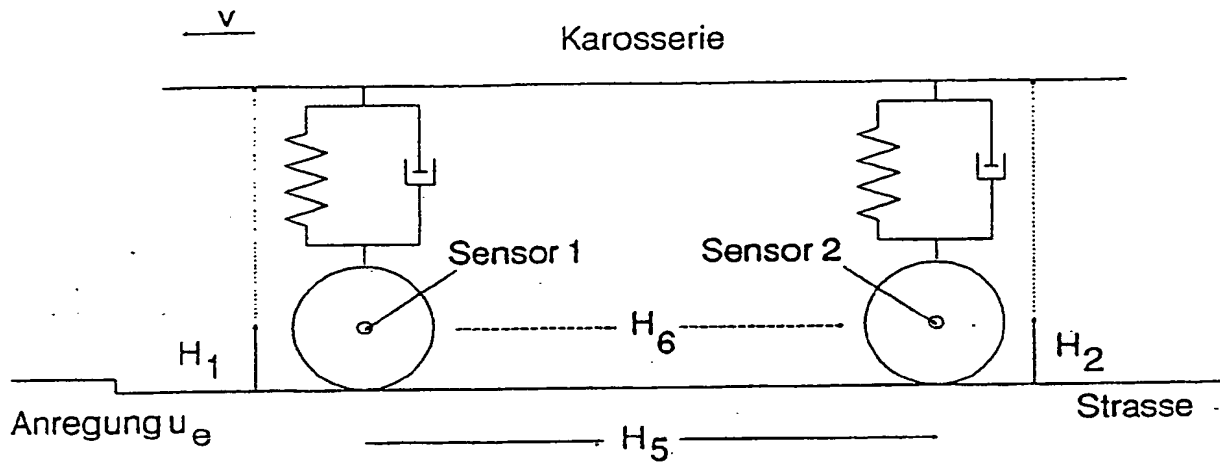 v
Karosserie
Sensor 1
Sensor 2
H6
H1
H2
Anregung ue
Strasse
H5